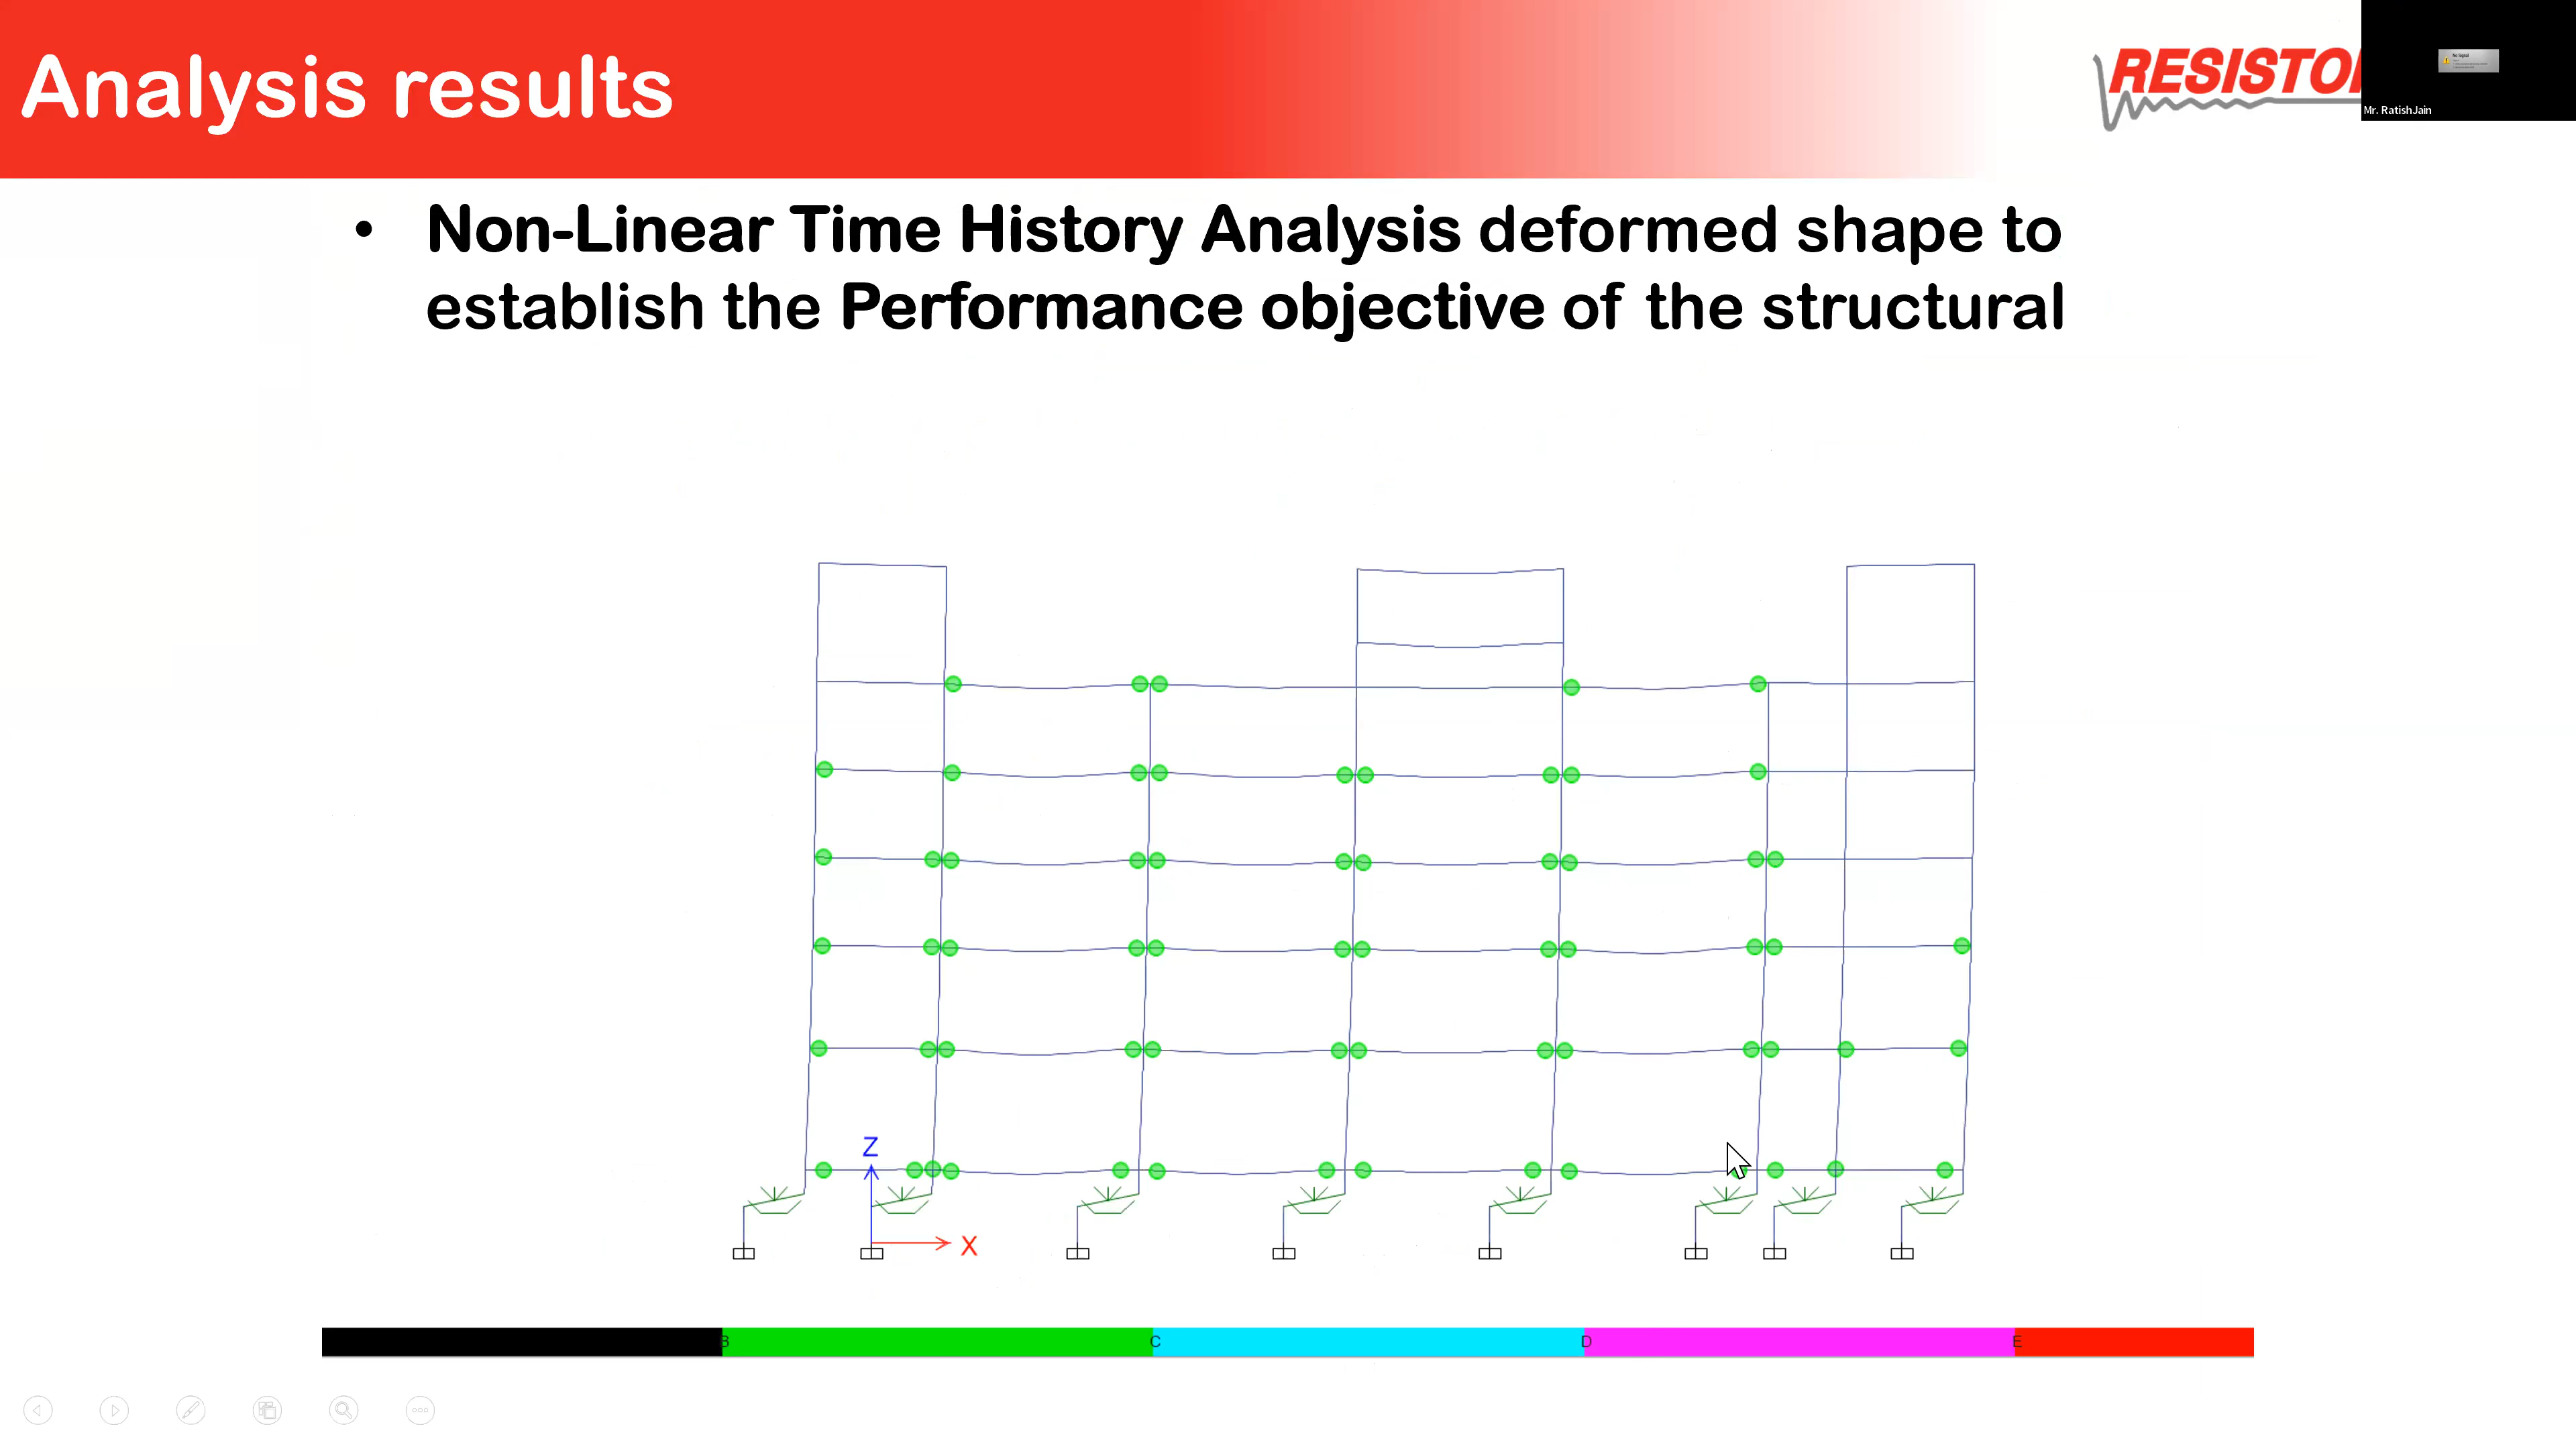 Analysis results
RESISTO
Mr. RatishJain
• Non-Linear Time History Analysis deformed shape to
establish the Performance objective of the structural
Z
X
B C D E